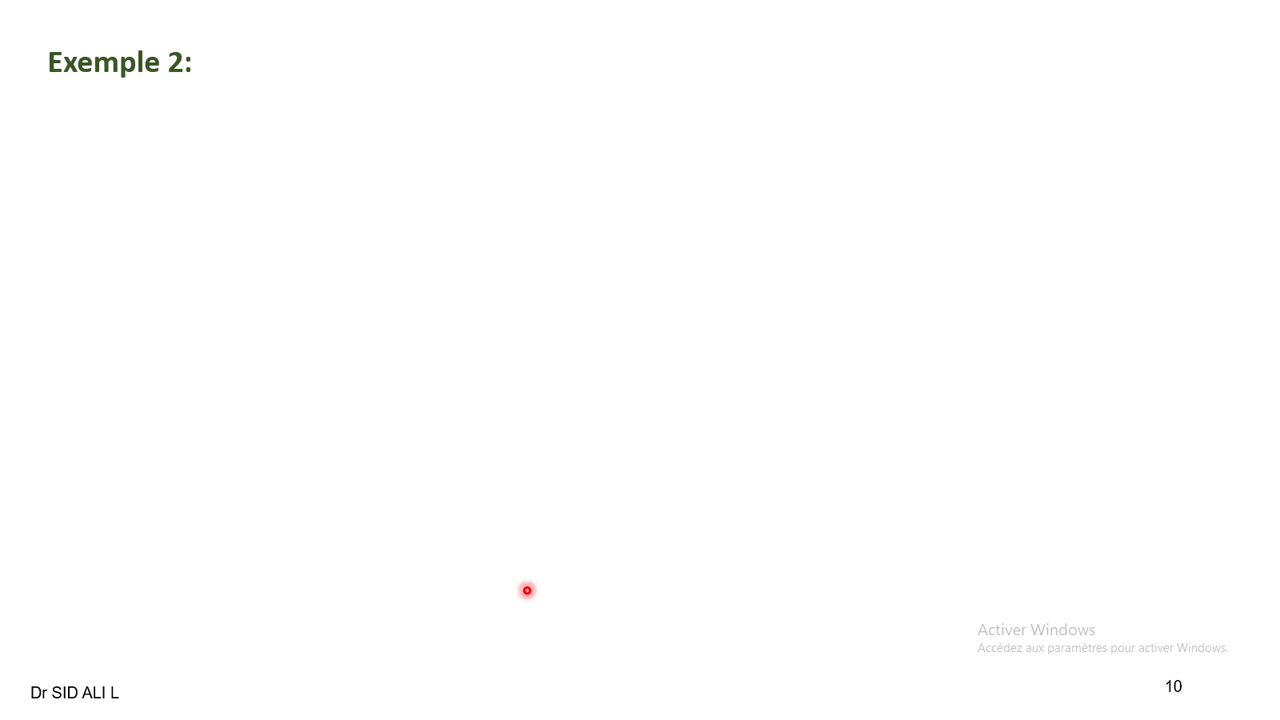 Exemple 2:
Activer Windows
Accédez aux paramètres pour activer Windows.
Dr SID ALI L
10